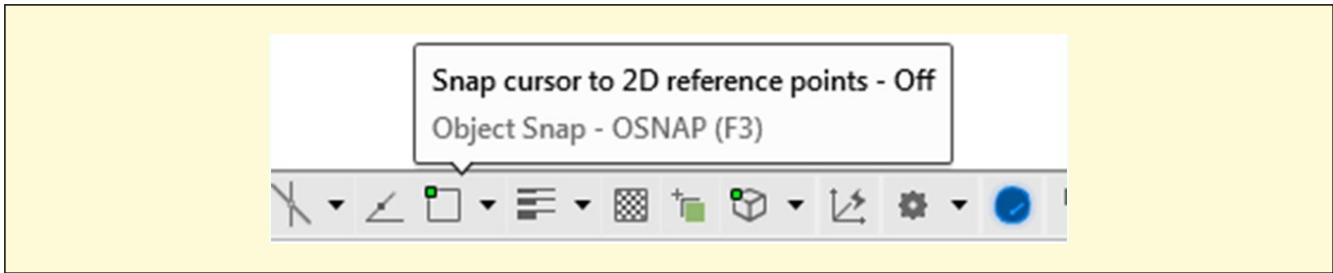 Snap cursor to 2D reference points - Off
Object Snap - OSNAP (F3)